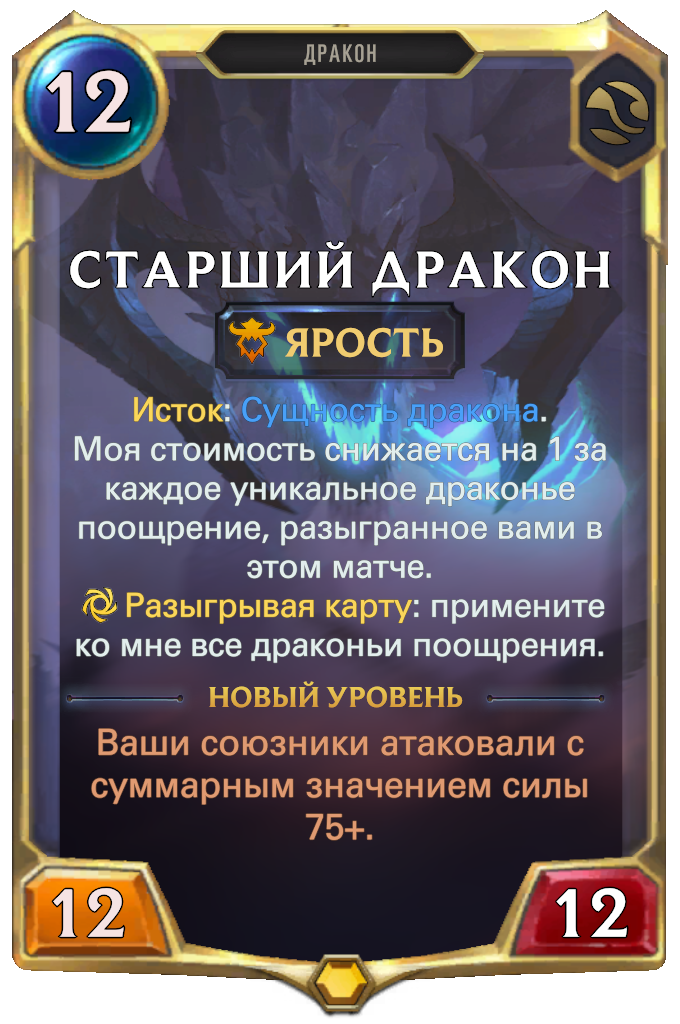 ДРАКОН
12
СТАРШИЙ ДРАКОН
ЯРОСТЬ
Исток: Сущность дракона.
Моя стоимость снижается на 1 за
каждое уникальное драконье
поощрение, разыгранное вами в
этом матче.
Разыгрывая карту: примените
ко мне все драконьи поощрения.
НОВЫЙ УРОВЕНЬ
Ваши союзники атаковали с
суммарным значением силы
75+.
12
12